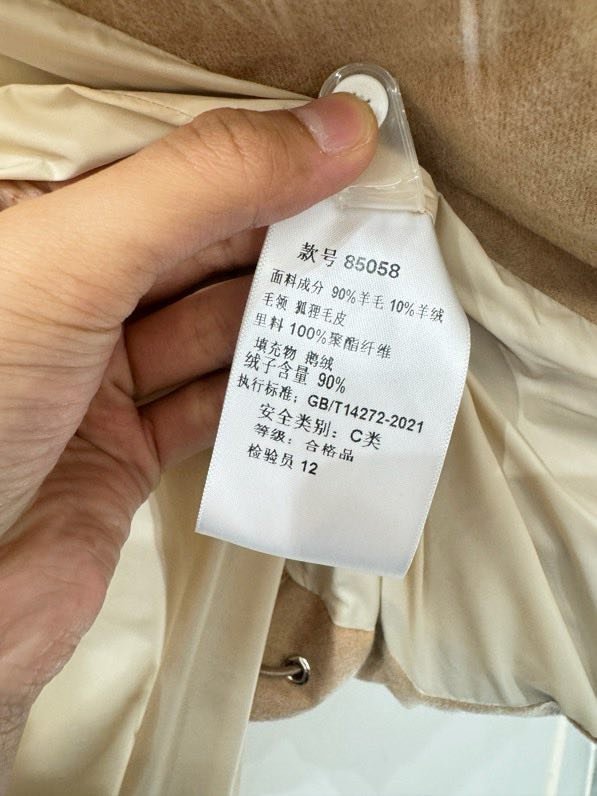 款号 85058
面料成分 90%羊毛 10%羊绒
毛领 狐狸毛皮
里料 100%聚酯纤维
填充物 鹅绒
绒子含量 90%
执行标准：GB/T14272-2021
安全类别：C类
等级：合格品
检验员 12